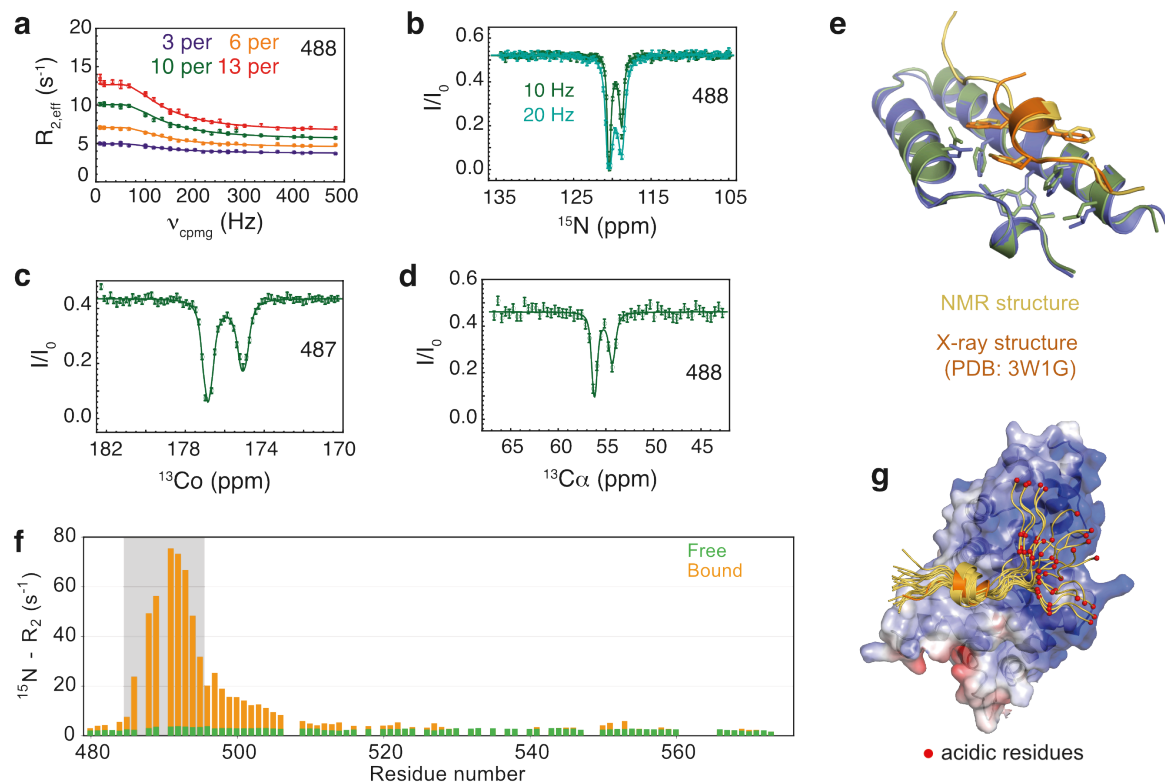 a
20
15
10
5
0
R2,eff (s-1)
3 per 6 per
10 per 13 per
488
0 100 200 300 400 500
νcpmg (Hz)
b
0.6
0.4
0.2
0.0
I/I0
10 Hz
20 Hz
488
135 125 115 105
15N (ppm)
c
0.4
0.2
0.0
I/I0
487
182 178 174 170
13Co (ppm)
d
0.6
0.4
0.2
0.0
I/I0
488
65 60 55 50 45
13Cα (ppm)
e
NMR structure
X-ray structure
(PDB: 3W1G)
f
80
60
40
20
0
15N - R2 (s-1)
Free
Bound
480 500 520 540 560
Residue number
g
acidic residues